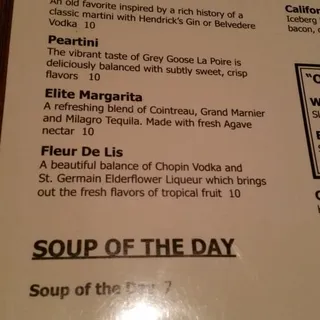 An old favorite inspired by a rich history of a
classic martini with Hendrick's Gin or Belvedere
Vodka 10
Peartini
The vibrant taste of Grey Goose La Poire is
deliciously balanced with subtly sweet, crisp
flavors 10
Elite Margarita
A refreshing blend of Cointreau, Grand Marnier
and Milagro Tequila. Made with fresh Agave
nectar 10
Fleur De Lis
A beautiful balance of Chopin Vodka and
St. Germain Elderflower Liqueur which brings
out the fresh flavors of tropical fruit 10
SOUP OF THE DAY
Soup of the Day 7
Califor
Iceberg
bacon,